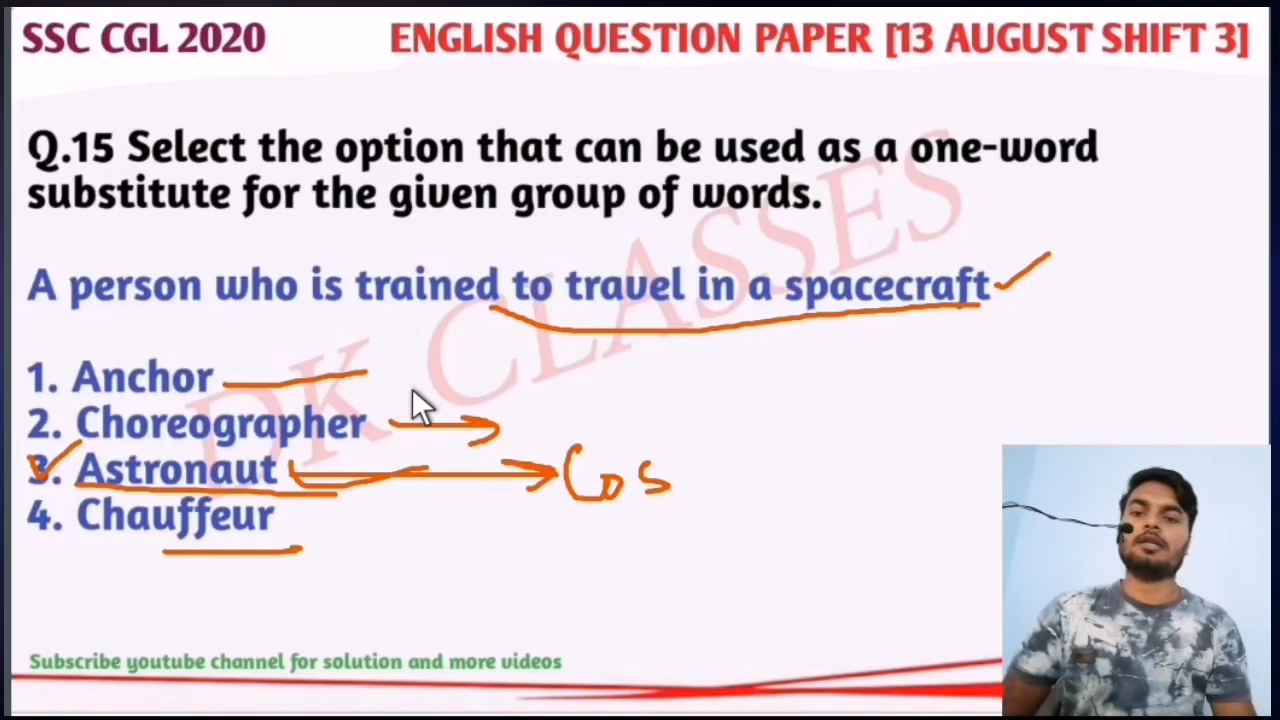 SSC CGL 2020 ENGLISH QUESTION PAPER [13 AUGUST SHIFT 3]
Q.15 Select the option that can be used as a one-word
substitute for the given group of words.
A person who is trained to travel in a spacecraft
DK CLASSES
1. Anchor
2. Choreographer
3. Astronaut Cos
4. Chauffeur
Subscribe youtube channel for solution and more videos